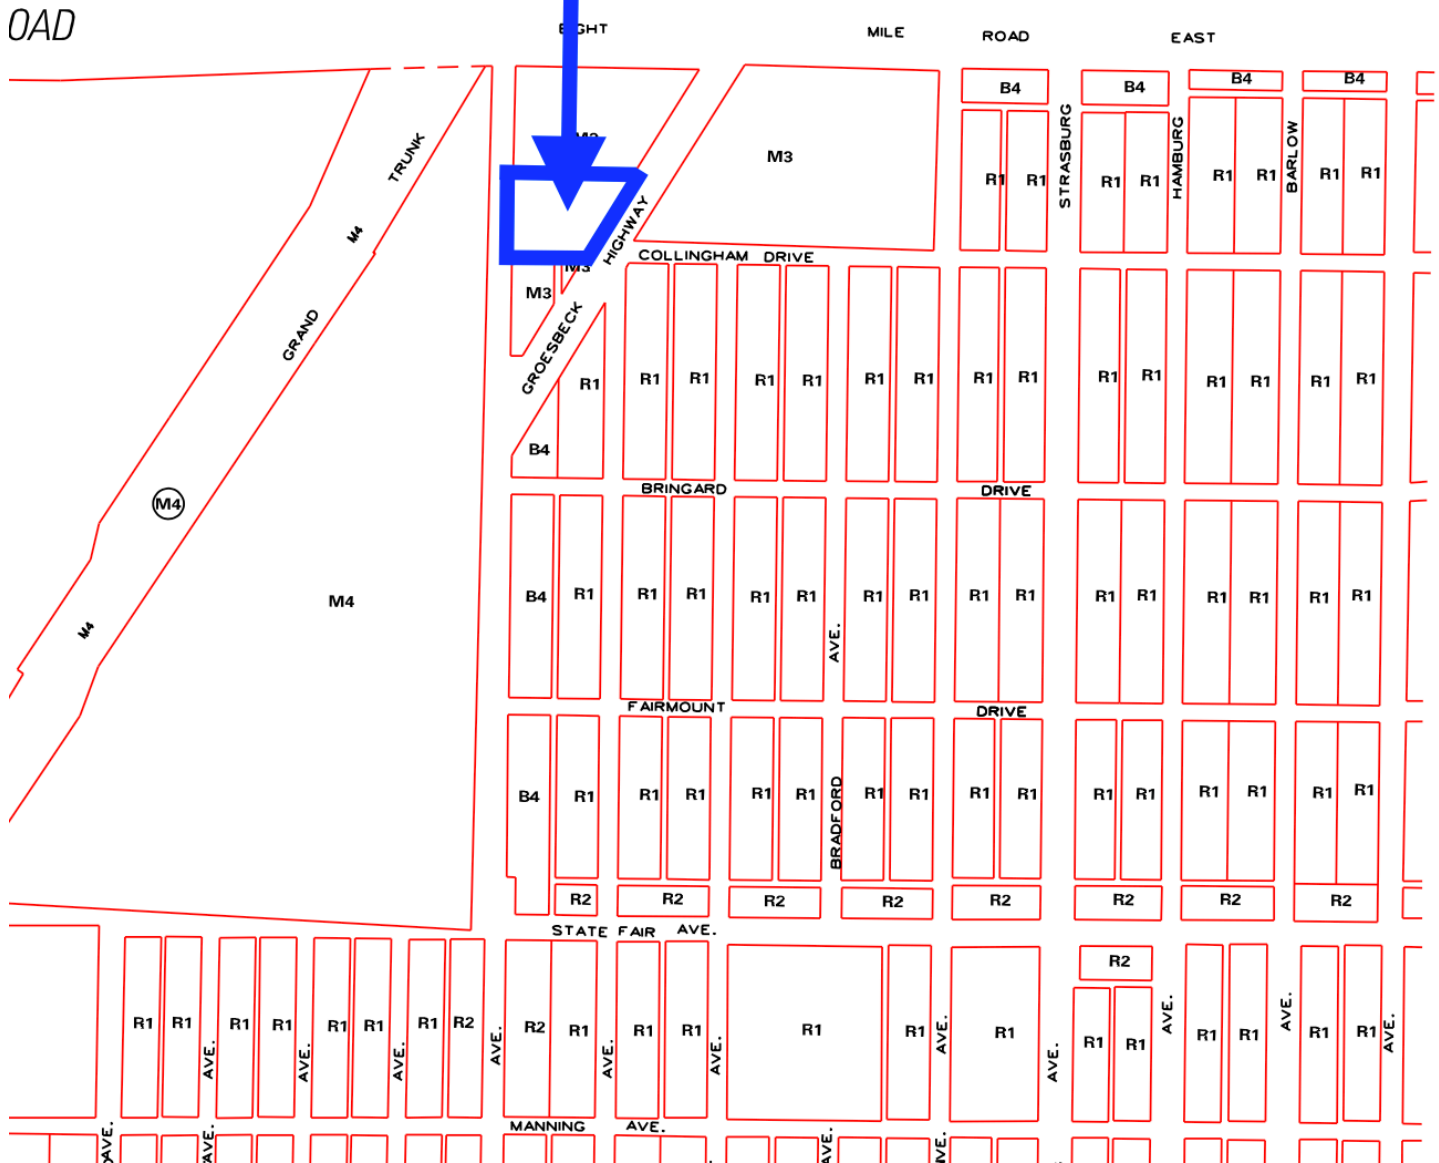 OAD
EIGHT MILE ROAD EAST
B4 B4 B4 B4
TRUNK
M3
M3
STRASBURG
HAMBURG
BARLOW
R1 R1 R1 R1 R1 R1 R1 R1
M4
HIGHWAY
COLLINGHAM DRIVE
M3
M3
GRAND
GROESBECK
R1 R1 R1 R1 R1 R1 R1 R1 R1 R1 R1 R1 R1 R1 R1
B4
BRINGARD DRIVE
M4
M4
M4
B4 R1 R1 R1 R1 R1 R1 R1 R1 R1 R1 R1 R1 R1 R1 R1
AVE.
FAIRMOUNT DRIVE
B4 R1 R1 R1 R1 R1 R1 R1 R1 R1 R1 R1 R1 R1 R1 R1
BRADFORD
R2 R2 R2 R2 R2 R2 R2 R2
STATE FAIR AVE.
R2
R1 R1 R1 R1 R1 R1 R1 R2 R2 R1 R1 R1 R1 R1 R1 R1 R1 R1 R1 R1 R1
AVE. AVE. AVE. AVE. AVE. AVE. AVE. AVE. AVE. AVE. AVE.
MANNING AVE.
AVE. AVE. AVE.